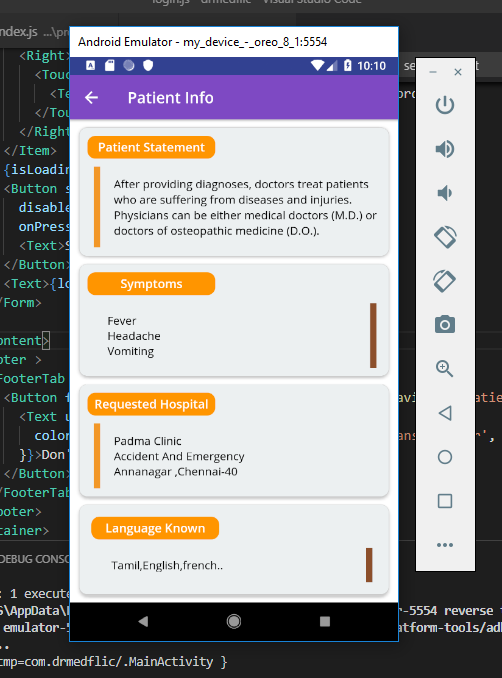 login.js - drmedflic - Visual Studio Code
index.js ...\pro
Android Emulator - my_device_-_oreo_8_1:5554
10:10
Patient Info
Patient Statement
After providing diagnoses, doctors treat patients
who are suffering from diseases and injuries.
Physicians can be either medical doctors (M.D.) or
doctors of osteopathic medicine (D.O.).
Symptoms
Fever
Headache
Vomiting
Requested Hospital
Padma Clinic
Accident And Emergency
Annanagar ,Chennai-40
Language Known
Tamil,English,french..
<Right>
<Touc
<Te
</Tou
</Right
</Item>
{isLoadin
<Button s
disable
onPress
<Text>S
</Button>
<Text>{lo
/Form>
ontent>
oter >
FooterTab
<Button f
<Text u
color
}}>Don'
</Button>
/FooterTab
oter>
tainer>
DEBUG CONSO
: 1 execute
S\AppData\L
r-5554 reverse t
emulator-5
atform-tools/adb
..
cmp=com.drmedflic/.MainActivity }